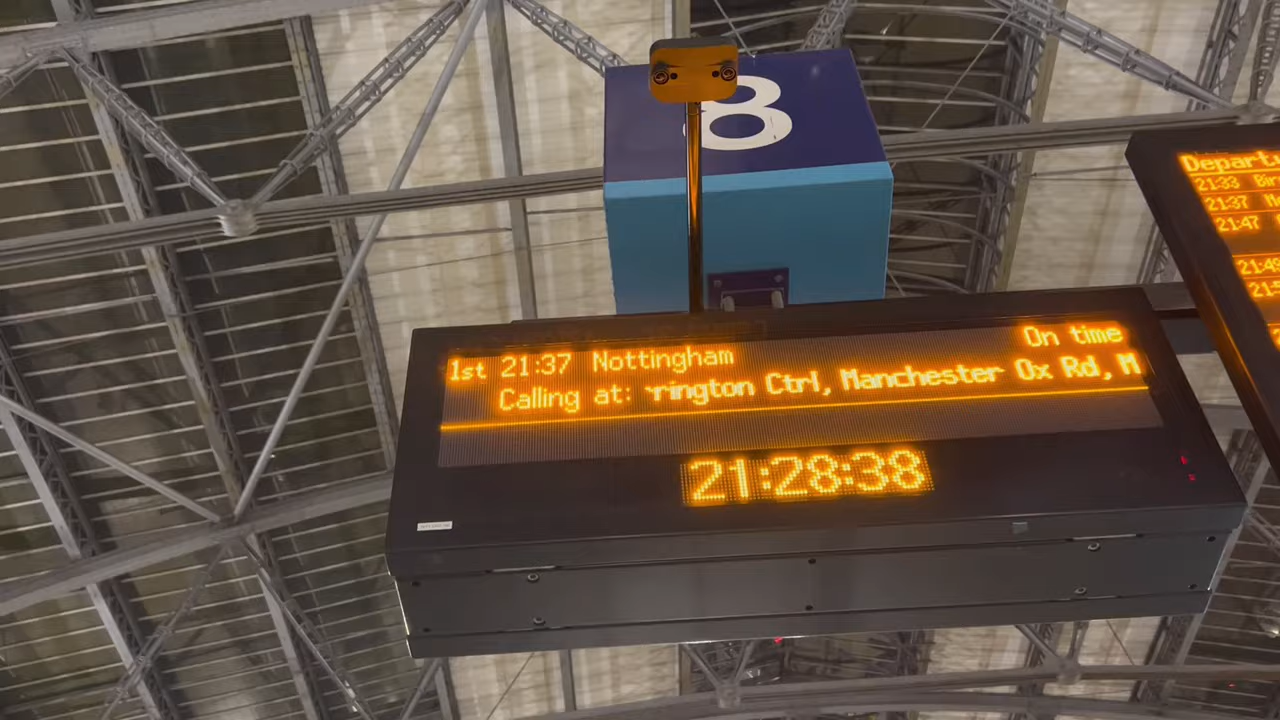 8
1st 21:37 Nottingham On time
Calling at: rrington Ctrl, Manchester Ox Rd, M
21:28:38
21:33
21:37
21:47